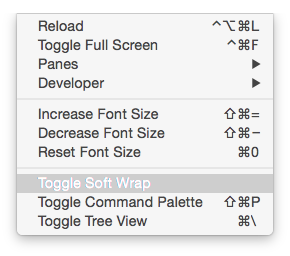 Reload ^⌥⌘L
Toggle Full Screen ^⌘F
Panes ▶
Developer ▶
Increase Font Size ⇧⌘=
Decrease Font Size ⇧⌘−
Reset Font Size ⌘0
Toggle Soft Wrap
Toggle Command Palette ⇧⌘P
Toggle Tree View ⌘\